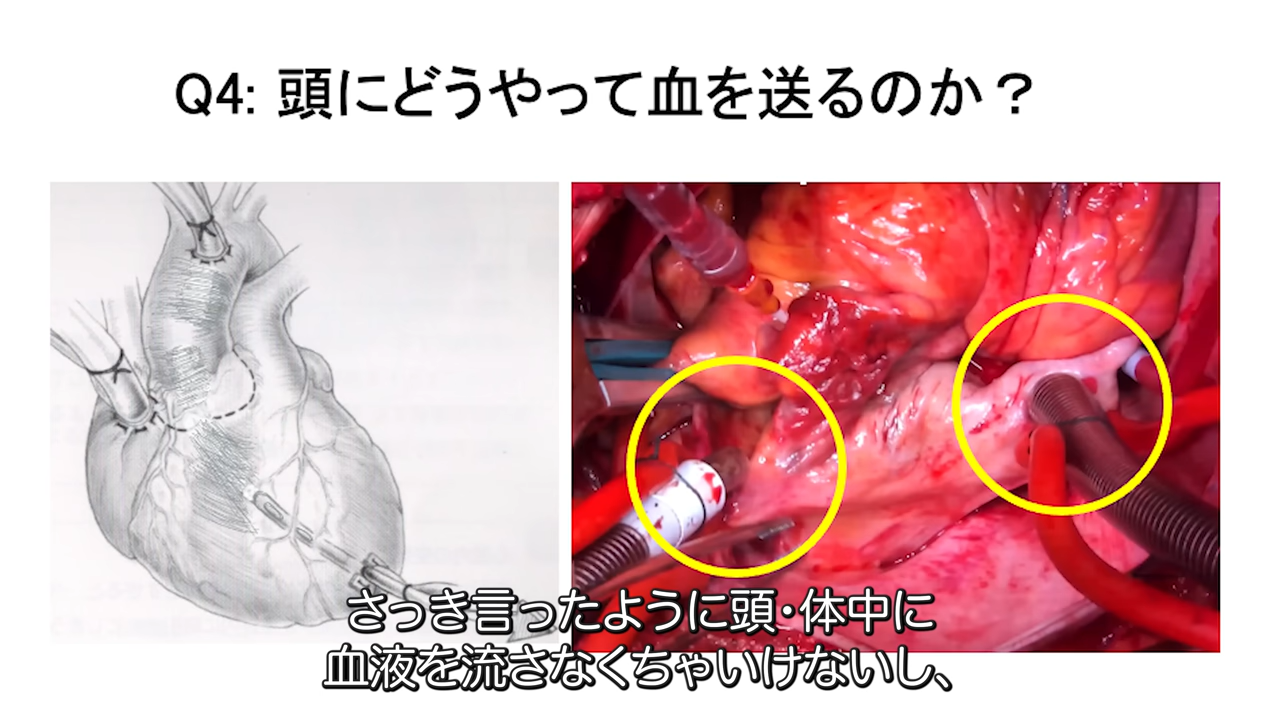 Q4: 頭にどうやって血を送るのか？
さっき言ったように頭・体中に
血液を流さなくちゃいけないし、